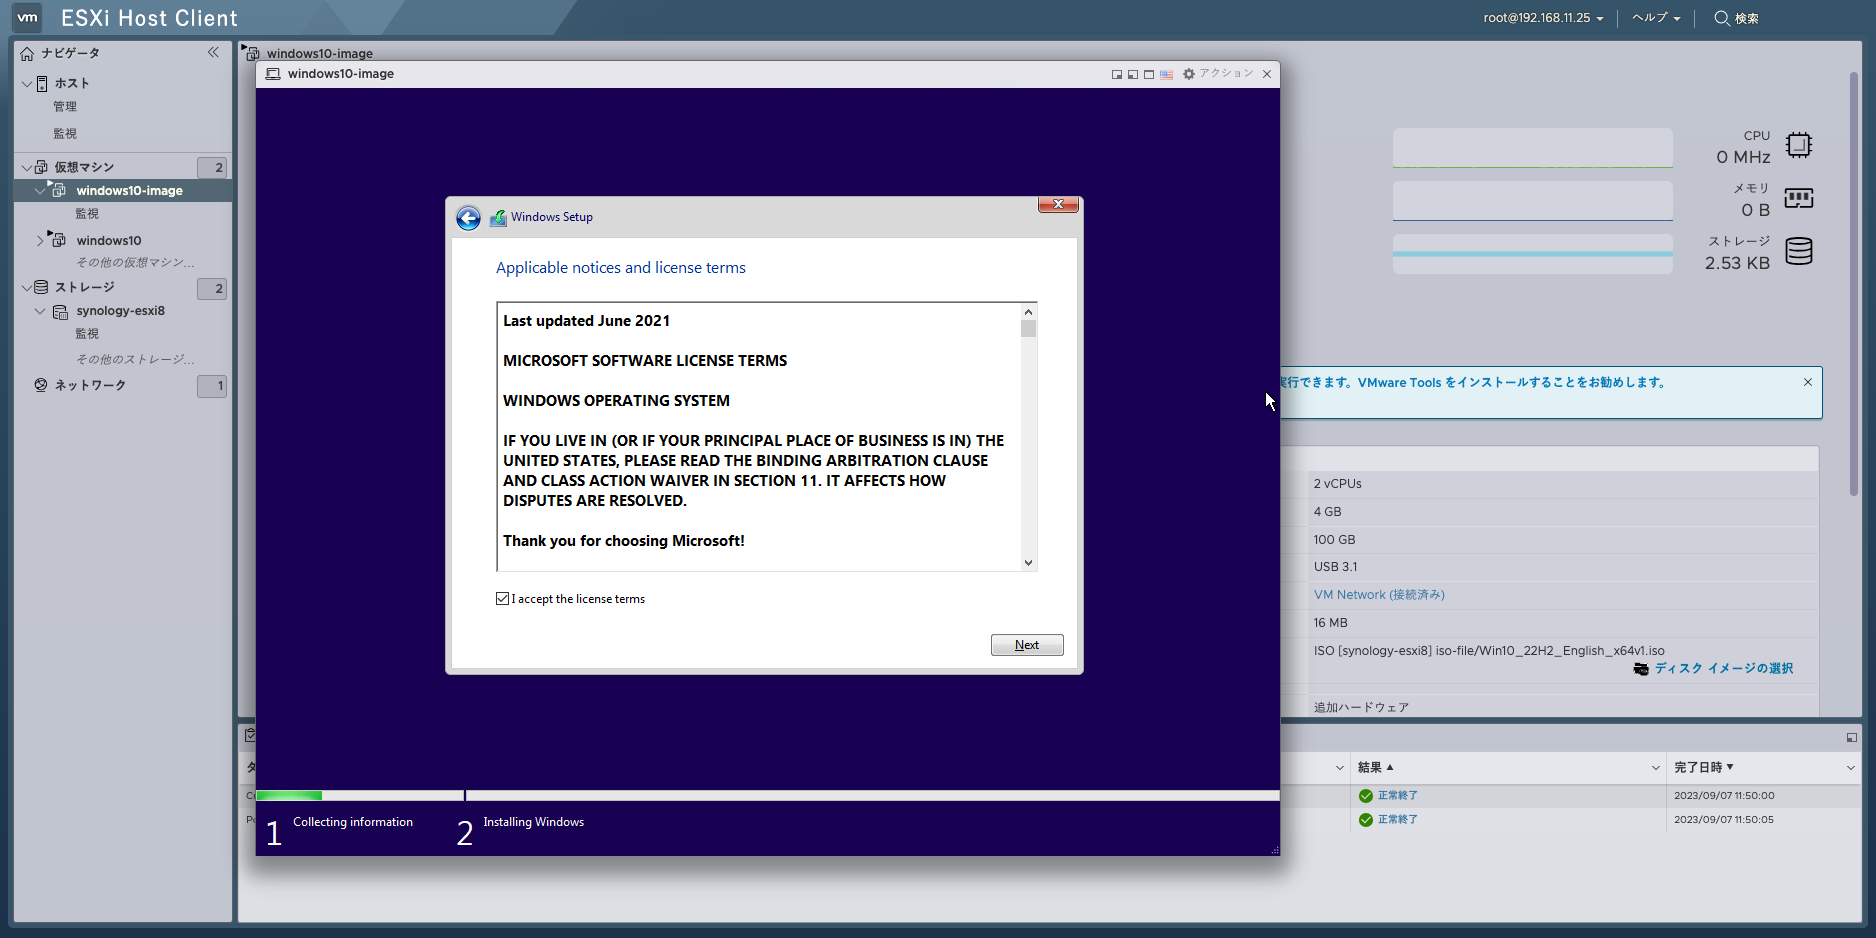 vm ESXi Host Client
root@192.168.11.25
ヘルプ
検索
ナビゲータ
ホスト
管理
監視
仮想マシン 2
windows10-image
監視
windows10
その他の仮想マシン...
ストレージ 2
synology-esxi8
監視
その他のストレージ...
ネットワーク 1
windows10-image
windows10-image
アクション
Windows Setup
Applicable notices and license terms
Last updated June 2021
MICROSOFT SOFTWARE LICENSE TERMS
WINDOWS OPERATING SYSTEM
IF YOU LIVE IN (OR IF YOUR PRINCIPAL PLACE OF BUSINESS IS IN) THE
UNITED STATES, PLEASE READ THE BINDING ARBITRATION CLAUSE
AND CLASS ACTION WAIVER IN SECTION 11. IT AFFECTS HOW
DISPUTES ARE RESOLVED.
Thank you for choosing Microsoft!
I accept the license terms
Next
1 Collecting information
2 Installing Windows
CPU
0 MHz
メモリ
0 B
ストレージ
2.53 KB
実行できます。VMware Tools をインストールすることをお勧めします。
2 vCPUs
4 GB
100 GB
USB 3.1
VM Network (接続済み)
16 MB
ISO [synology-esxi8] iso-file/Win10_22H2_English_x64v1.iso
ディスク イメージの選択
追加ハードウェア
結果
完了日時
正常終了
2023/09/07 11:50:00
正常終了
2023/09/07 11:50:05